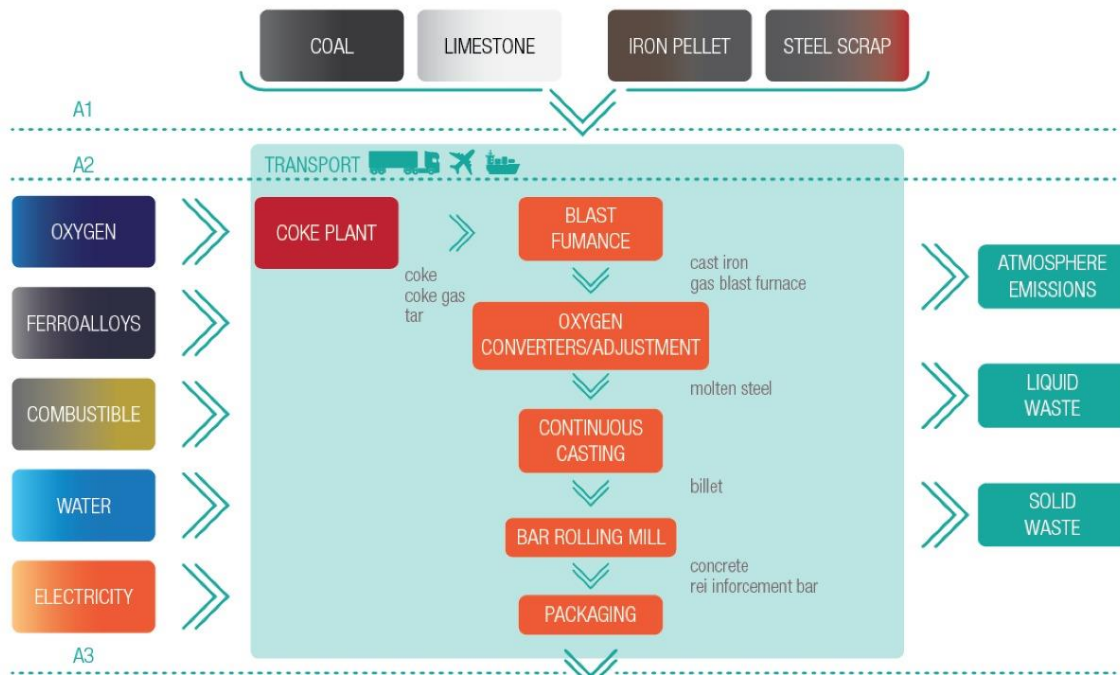 COAL
LIMESTONE
IRON PELLET
STEEL SCRAP
A1
A2
TRANSPORT
OXYGEN
FERROALLOYS
COMBUSTIBLE
WATER
ELECTRICITY
COKE PLANT
coke
coke gas
tar
BLAST
FUMANCE
cast iron
gas blast furnace
OXYGEN
CONVERTERS/ADJUSTMENT
molten steel
CONTINUOUS
CASTING
billet
BAR ROLLING MILL
concrete
rei inforcement bar
PACKAGING
ATMOSPHERE
EMISSIONS
LIQUID
WASTE
SOLID
WASTE
A3